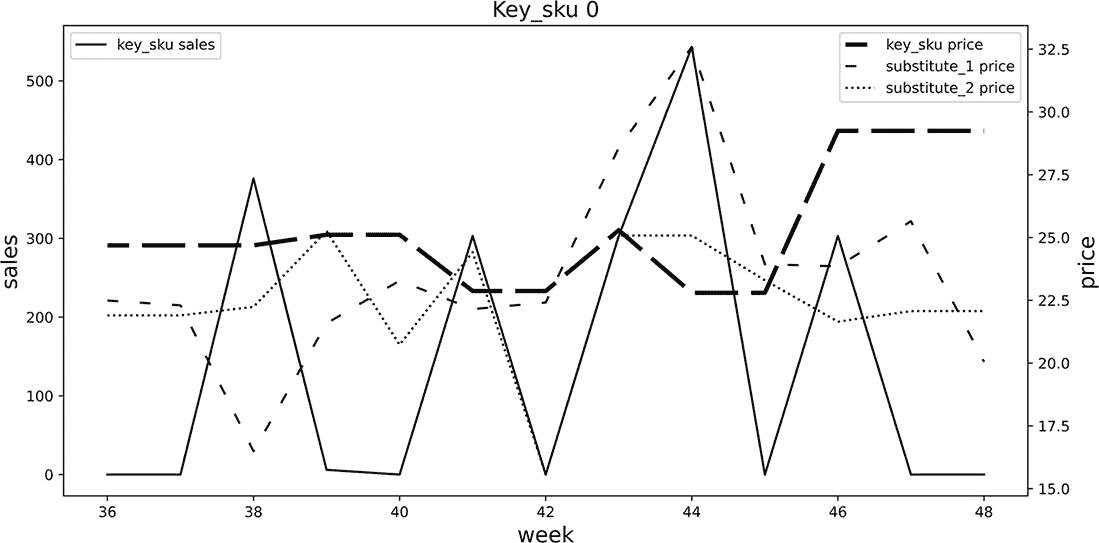 Key_sku 0
key_sku sales
key_sku price
substitute_1 price
substitute_2 price
sales
500
400
300
200
100
0
price
32.5
30.0
27.5
25.0
22.5
20.0
17.5
15.0
36 38 40 42 44 46 48
week